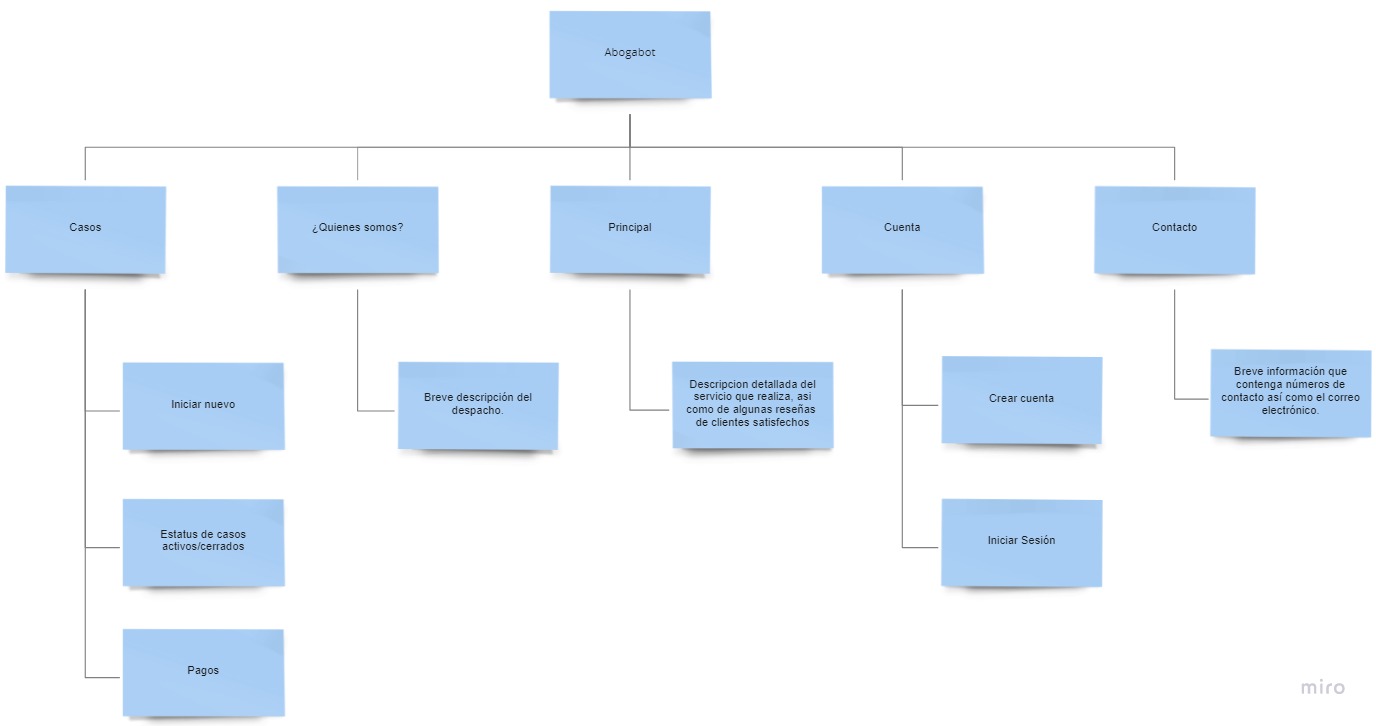 Abogabot
Casos
¿Quienes somos?
Principal
Cuenta
Contacto
Iniciar nuevo
Estatus de casos
activos/cerrados
Pagos
Breve descripción del
despacho.
Descripcion detallada del
servicio que realiza, asi
como de algunas reseñas
de clientes satisfechos
Crear cuenta
Iniciar Sesión
Breve información que
contenga números de
contacto así como el correo
electrónico.
miro